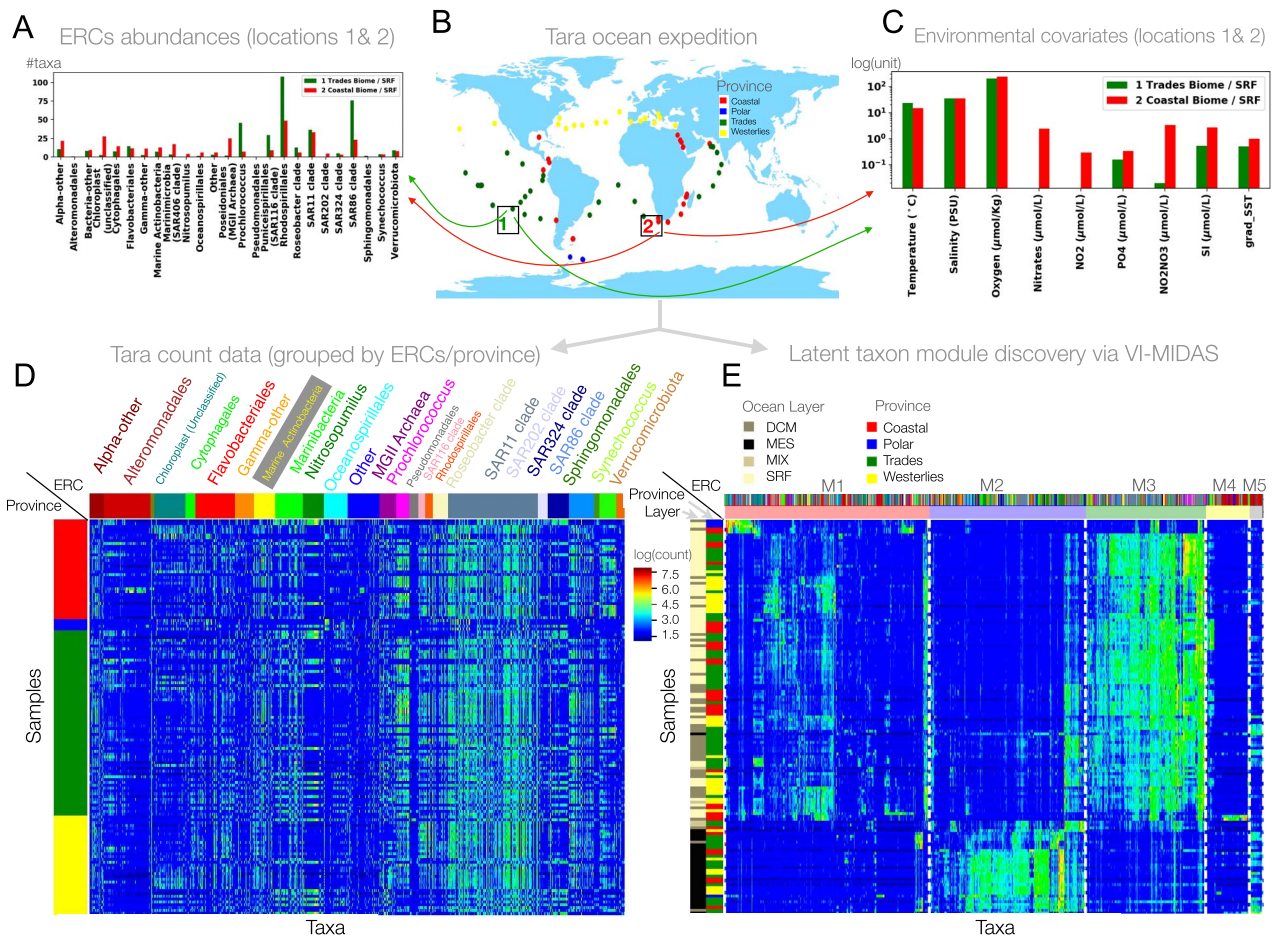 A
ERCs abundances (locations 1& 2)
#taxa
100
75
50
25
0
1 Trades Biome / SRF
2 Coastal Biome / SRF
Alpha-other
Alteromonadales
Bacteria-other
Chloroplast
(unclassified)
Cytophagales
Flavobacteriales
Gamma-other
Marine Actinobacteria
Marinimicrobia
(SAR406 clade)
Nitrosopumilus
Oceanospirillales
Other
Poseidoniales
(MGII Archaea)
Prochlorococcus
Pseudomonadales
Puniceispirillales
(SAR116 clade)
Rhodospirillales
Roseobacter clade
SAR11 clade
SAR202 clade
SAR324 clade
SAR86 clade
Sphingomonadales
Synechococcus
Verrucomicrobiota
B
Tara ocean expedition
Province
Coastal
Polar
Trades
Westerlies
1
2
C
Environmental covariates (locations 1& 2)
log(unit)
10²
10¹
10⁰
10⁻¹
1 Trades Biome / SRF
2 Coastal Biome / SRF
Temperature (°C)
Salinity (PSU)
Oxygen (μmol/Kg)
Nitrates (μmol/L)
NO2 (μmol/L)
PO4 (μmol/L)
NO2NO3 (μmol/L)
SI (μmol/L)
grad_SST
D
Tara count data (grouped by ERCs/province)
Alpha-other
Alteromonadales
Chloroplast (Unclassified)
Cytophagales
Flavobacteriales
Gamma-other
Marine Actinobacteria
Marinibacteria
Nitrosopumilus
Oceanospirillales
Other
MGII Archaea
Prochlorococcus
Pseumodonadales
SAR116 clade
Rhodospirillales
Roseobacter clade
SAR11 clade
SAR202 clade
SAR324 clade
SAR86 clade
Sphingomonadales
Synechococcus
Verrucomicrobiota
ERC
Province
Samples
Taxa
log(count)
7.5
6.0
4.5
3.0
1.5
E
Latent taxon module discovery via VI-MIDAS
Ocean Layer
DCM
MES
MIX
SRF
Province
Coastal
Polar
Trades
Westerlies
ERC
Province
Layer
M1
M2
M3
M4
M5
Samples
Taxa